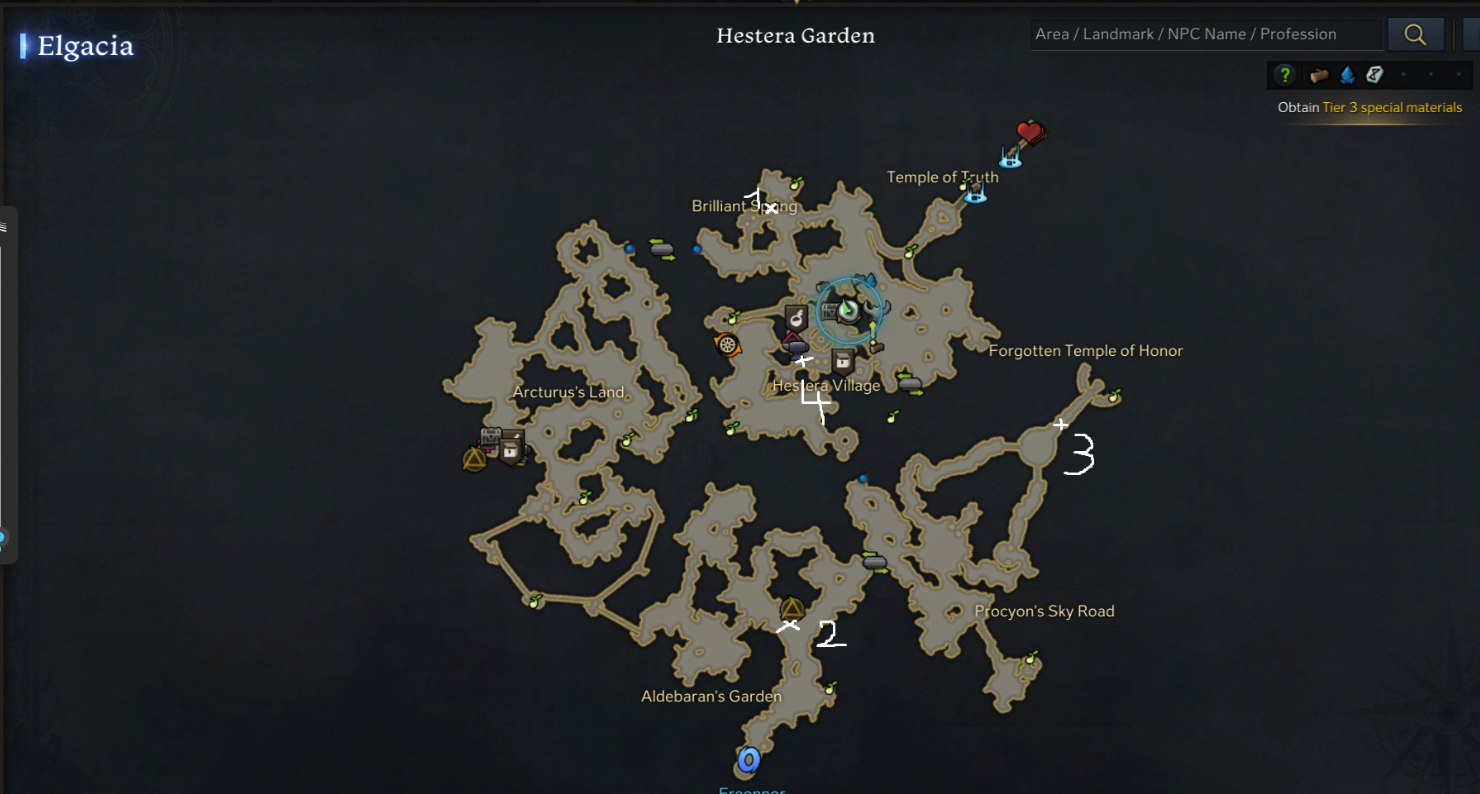 Elgacia
Hestera Garden
Area / Landmark / NPC Name / Profession
?
Obtain Tier 3 special materials
Temple of Truth
1
Brilliant Spring
Forgotten Temple of Honor
Hestera Village
Arcturus's Land
4
3
Procyon's Sky Road
2
Aldebaran's Garden